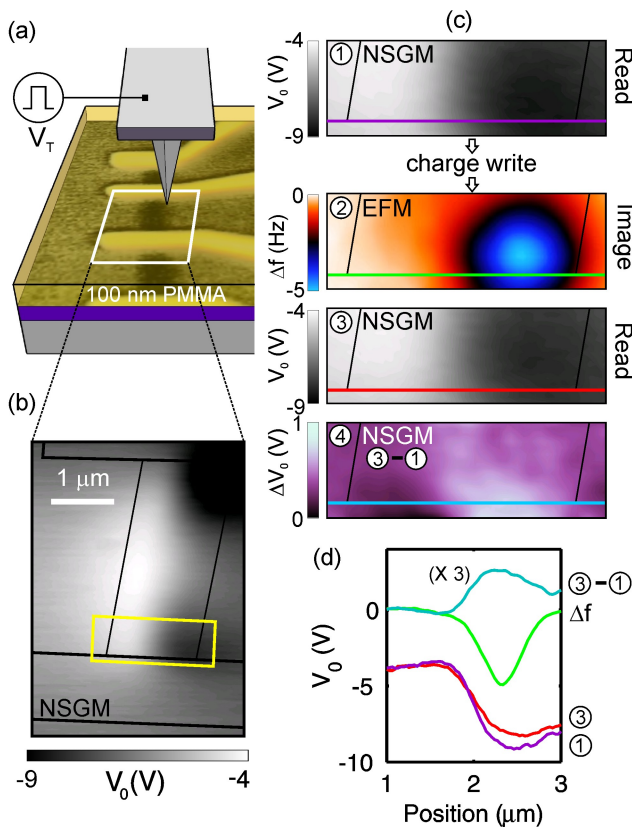 (a)
V_T
100 nm PMMA
(b)
1 μm
NSGM
-9
-4
V_0(V)
(c)
-4
V_0 (V)
-9
① NSGM
Read
charge write
0
Δf (Hz)
-5
② EFM
Image
-4
V_0 (V)
-9
③ NSGM
Read
1
ΔV_0 (V)
0
④ NSGM
③-①
(d)
(X 3)
③-①
Δf
③
①
0
-5
-10
V_0 (V)
1
2
3
Position (μm)